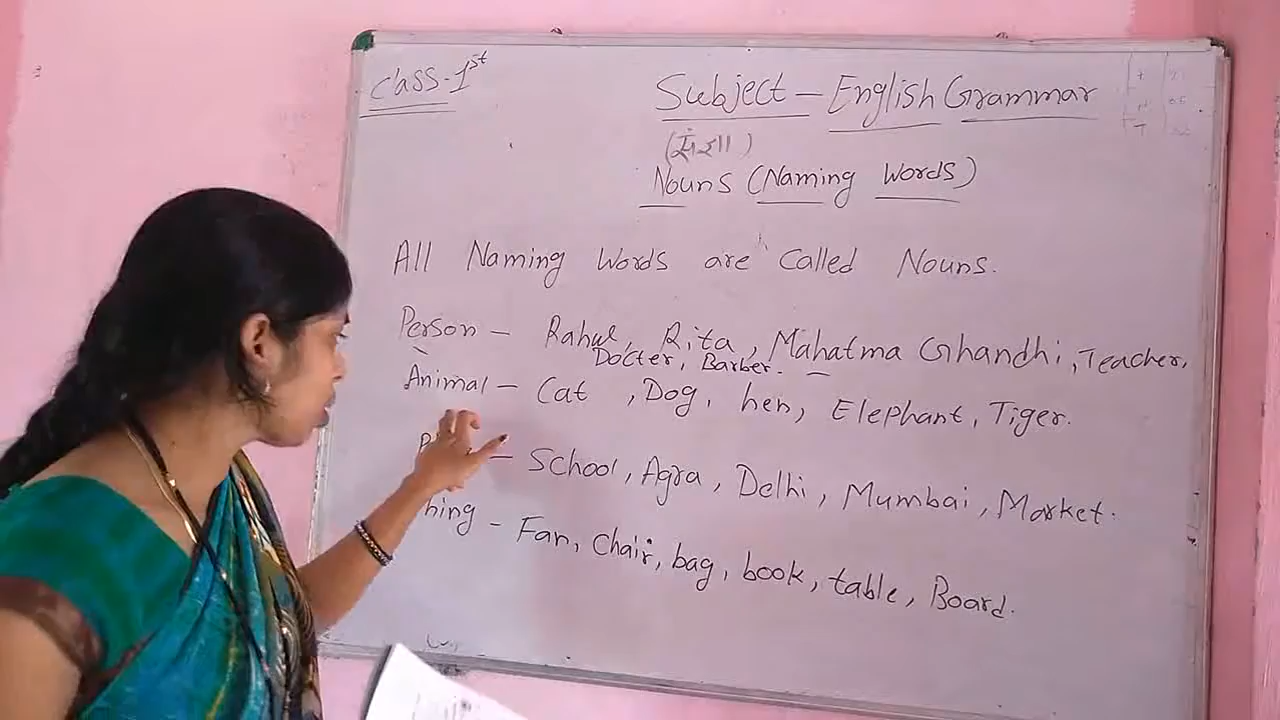 Class-1st
Subject - English Grammar
(संज्ञा)
Nouns (Naming Words)
All Naming Words are Called Nouns.
Person - Rahul, Rita, Mahatma Ghandhi, Teacher,
Docter, Barber.
Animal - Cat, Dog, hen, Elephant, Tiger.
- School, Agra, Delhi, Mumbai, Market.
hing - Fan, Chair, bag, book, table, Board.